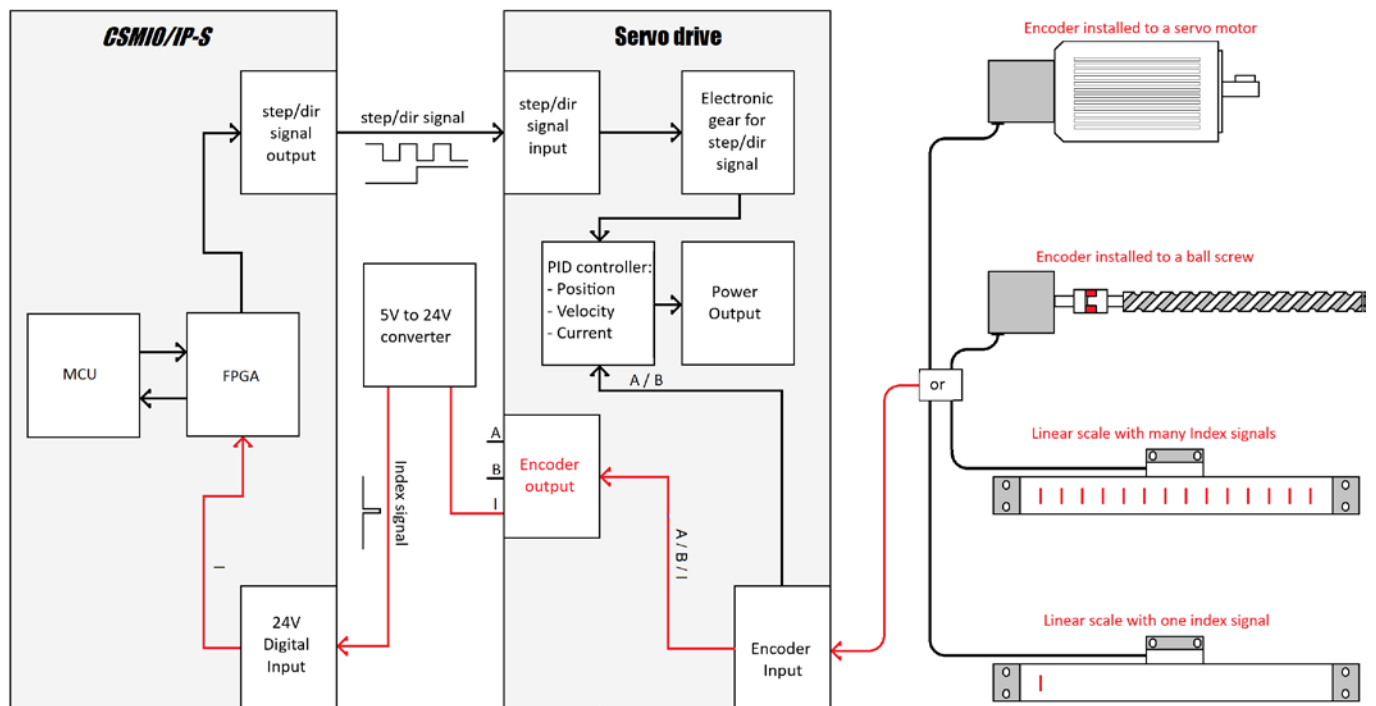 CSMIO/IP-S
Servo drive
Encoder installed to a servo motor
step/dir
signal
output
step/dir signal
step/dir
signal
input
Electronic
gear for
step/dir
signal
Encoder installed to a ball screw
PID controller:
- Position
- Velocity
- Current
Power
Output
5V to 24V
converter
MCU
FPGA
A / B
or
Linear scale with many Index signals
A
B
I
Encoder
output
Index signal
A / B / I
I
24V
Digital
Input
Encoder
Input
Linear scale with one index signal